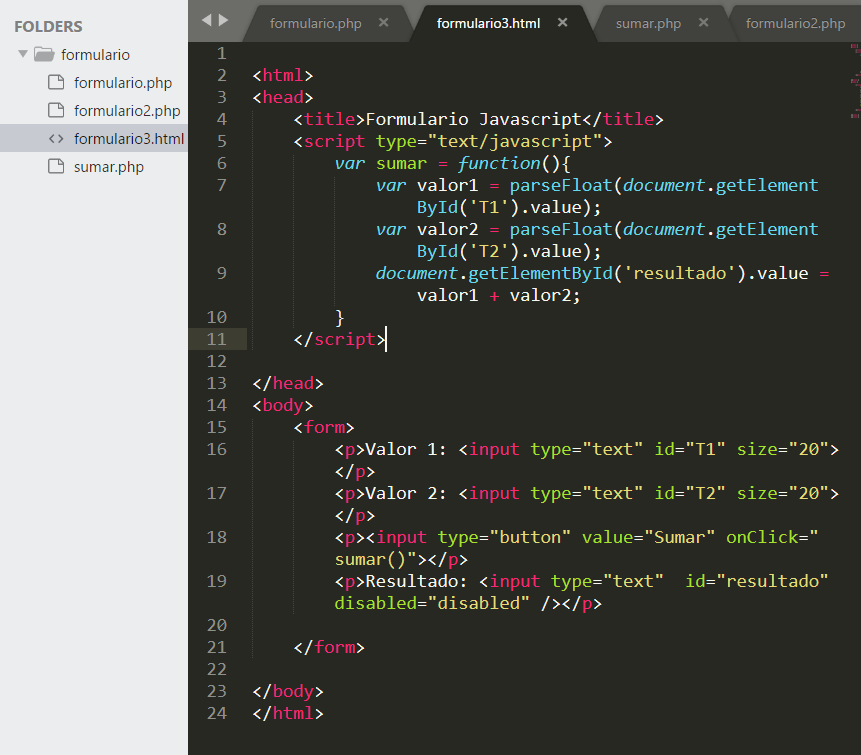 FOLDERS
formulario
formulario.php
formulario2.php
<> formulario3.html
sumar.php
formulario.php ×
formulario3.html ×
sumar.php ×
formulario2.php
1
2 <html>
3 <head>
4 <title>Formulario Javascript</title>
5 <script type="text/javascript">
6 var sumar = function(){
7 var valor1 = parseFloat(document.getElement
ById('T1').value);
8 var valor2 = parseFloat(document.getElement
ById('T2').value);
9 document.getElementById('resultado').value =
valor1 + valor2;
10 }
11 </script>
12
13 </head>
14 <body>
15 <form>
16 <p>Valor 1: <input type="text" id="T1" size="20">
</p>
17 <p>Valor 2: <input type="text" id="T2" size="20">
</p>
18 <p><input type="button" value="Sumar" onClick="
sumar()"></p>
19 <p>Resultado: <input type="text"  id="resultado"
disabled="disabled" /></p>
20
21 </form>
22
23 </body>
24 </html>